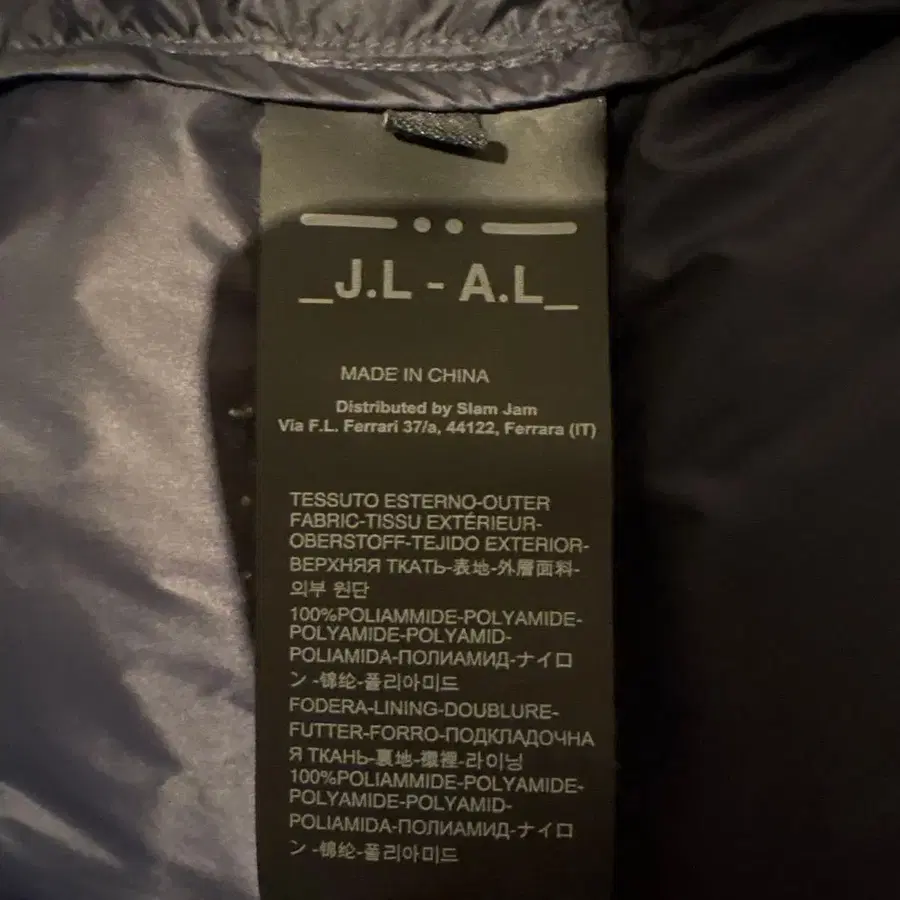 _J.L - A.L_
MADE IN CHINA
Distributed by Slam Jam
Via F.L. Ferrari 37/a, 44122, Ferrara (IT)
TESSUTO ESTERNO-OUTER
FABRIC-TISSU EXTÉRIEUR-
OBERSTOFF-TEJIDO EXTERIOR-
ВЕРХНЯЯ ТКАТЬ-表地-外層面料-
외부 원단
100%POLIAMMIDE-POLYAMIDE-
POLYAMIDE-POLYAMID-
POLIAMIDA-ПОЛИАМИД-ナイロ
ン -锦纶-폴리아미드
FODERA-LINING-DOUBLURE-
FUTTER-FORRO-ПОДКЛАДОЧНА
Я ТКАНЬ-裏地-襯裡-라이닝
100%POLIAMMIDE-POLYAMIDE-
POLYAMIDE-POLYAMID-
POLIAMIDA-ПОЛИАМИД-ナイロ
ン -锦纶-폴리아미드